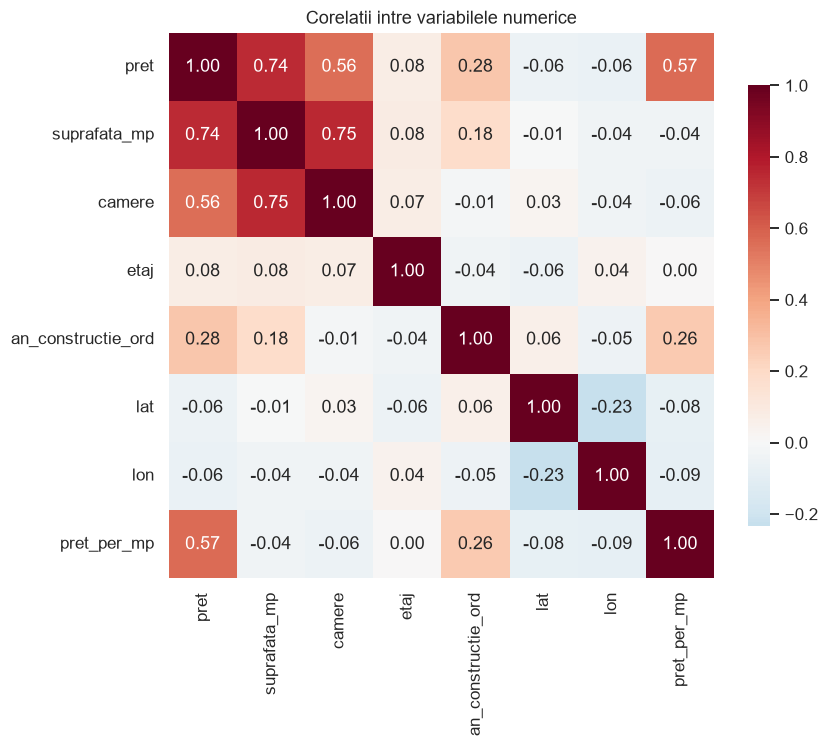 Corelatii intre variabilele numerice
pret 1.00 0.74 0.56 0.08 0.28 -0.06 -0.06 0.57
suprafata_mp 0.74 1.00 0.75 0.08 0.18 -0.01 -0.04 -0.04
camere 0.56 0.75 1.00 0.07 -0.01 0.03 -0.04 -0.06
etaj 0.08 0.08 0.07 1.00 -0.04 -0.06 0.04 0.00
an_constructie_ord 0.28 0.18 -0.01 -0.04 1.00 0.06 -0.05 0.26
lat -0.06 -0.01 0.03 -0.06 0.06 1.00 -0.23 -0.08
lon -0.06 -0.04 -0.04 0.04 -0.05 -0.23 1.00 -0.09
pret_per_mp 0.57 -0.04 -0.06 0.00 0.26 -0.08 -0.09 1.00
pret
suprafata_mp
camere
etaj
an_constructie_ord
lat
lon
pret_per_mp
1.0
0.8
0.6
0.4
0.2
0.0
−0.2